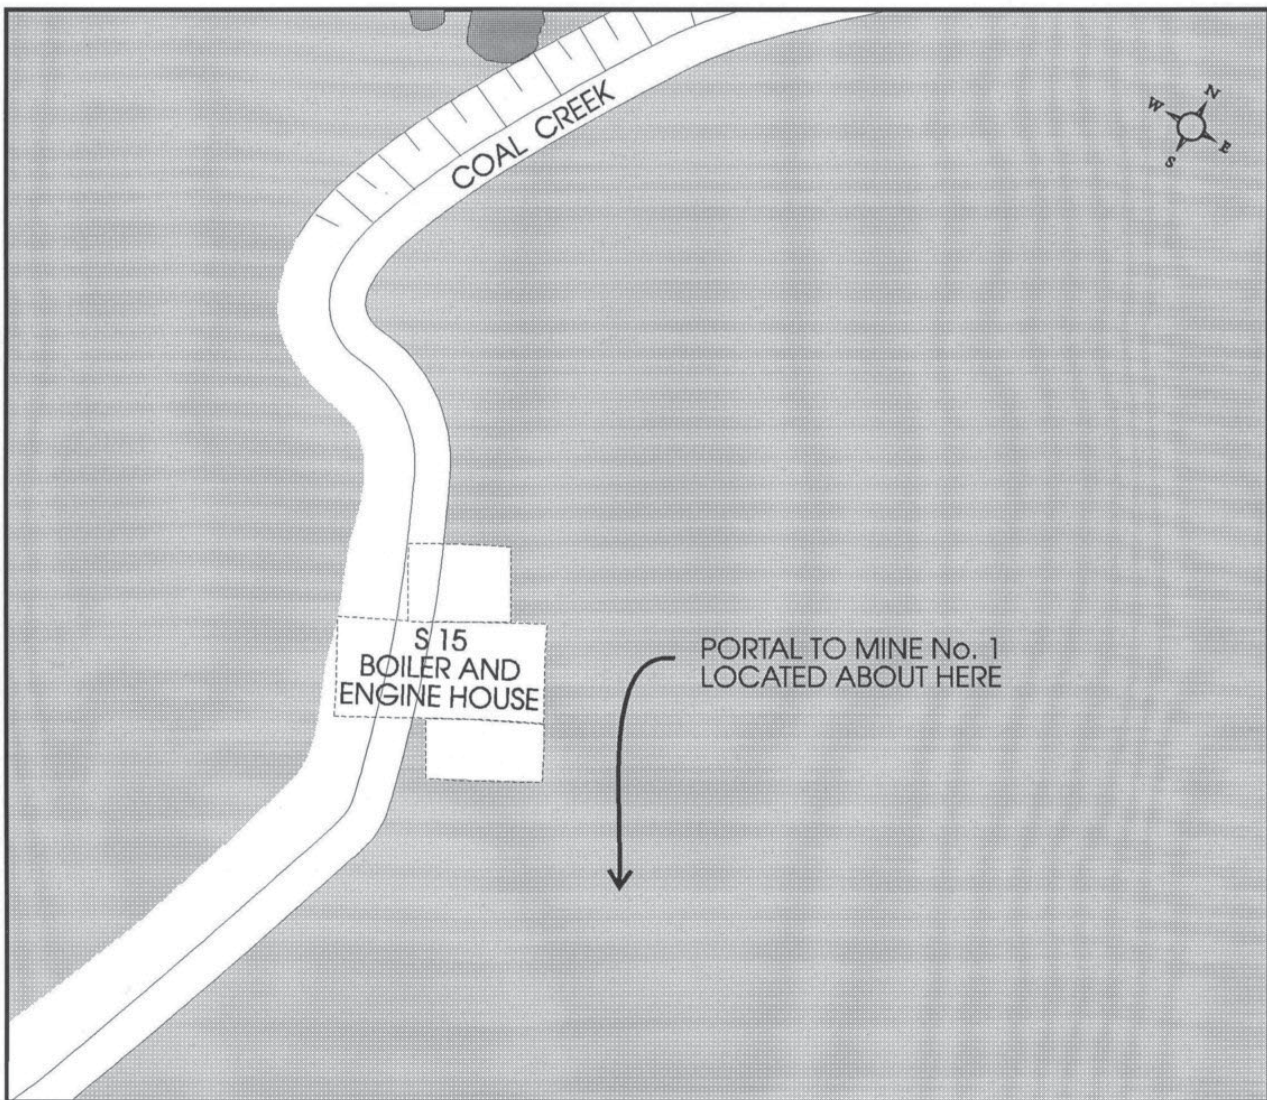 COAL CREEK
N
W
E
S
S 15
BOILER AND
ENGINE HOUSE
PORTAL TO MINE No. 1
LOCATED ABOUT HERE